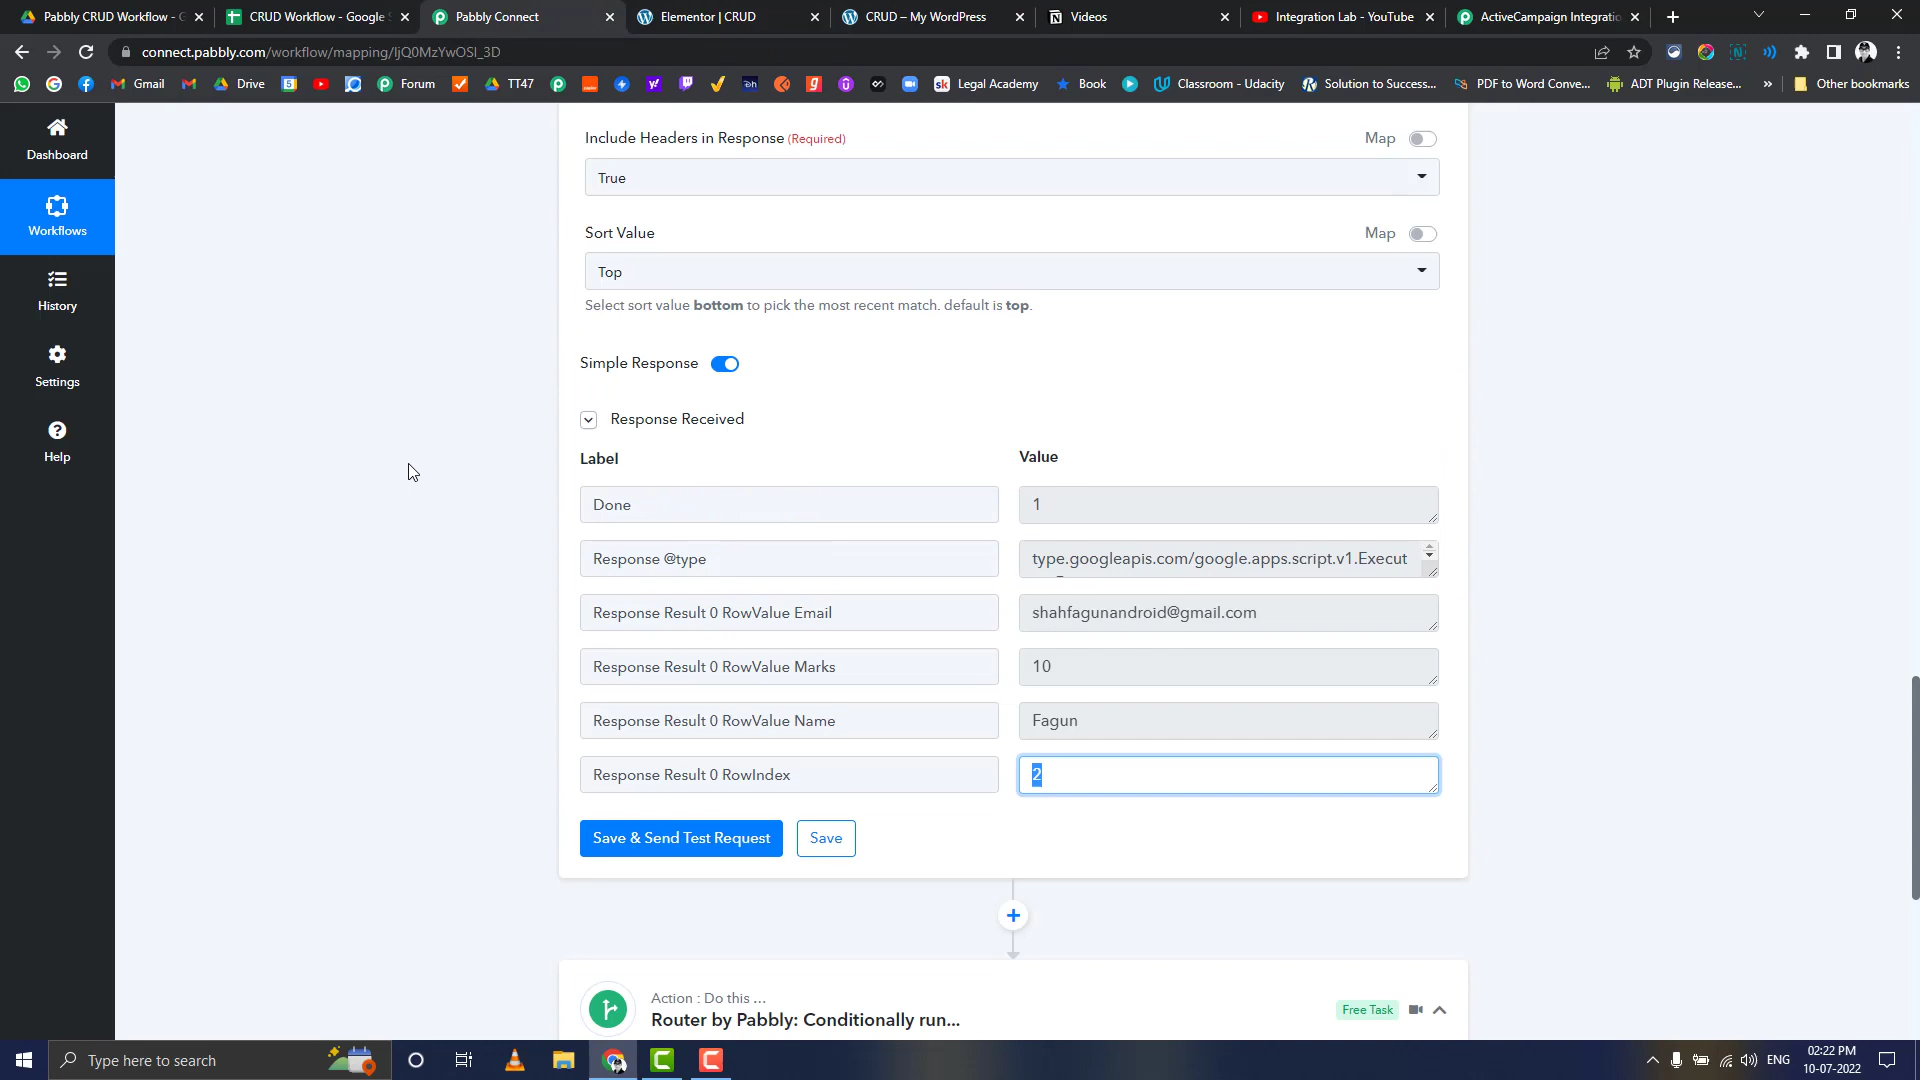 Pabbly CRUD Workflow - G
CRUD Workflow - Google S
Pabbly Connect
Elementor | CRUD
CRUD – My WordPress
Videos
Integration Lab - YouTube
ActiveCampaign Integratio
connect.pabbly.com/workflow/mapping/IjQ0MzYwOSI_3D
Gmail
Drive
Forum
TT47
Legal Academy
Book
Classroom - Udacity
Solution to Success...
PDF to Word Conve...
ADT Plugin Release...
Other bookmarks
Dashboard
Workflows
History
Settings
Help
Include Headers in Response (Required)
Map
True
Sort Value
Map
Top
Select sort value bottom to pick the most recent match. default is top.
Simple Response
Response Received
Label
Value
Done
1
Response @type
type.googleapis.com/google.apps.script.v1.Execut
Response Result 0 RowValue Email
shahfagunandroid@gmail.com
Response Result 0 RowValue Marks
10
Response Result 0 RowValue Name
Fagun
Response Result 0 RowIndex
2
Save & Send Test Request
Save
Action : Do this ...
Router by Pabbly: Conditionally run...
Free Task
Type here to search
ENG
02:22 PM
10-07-2022